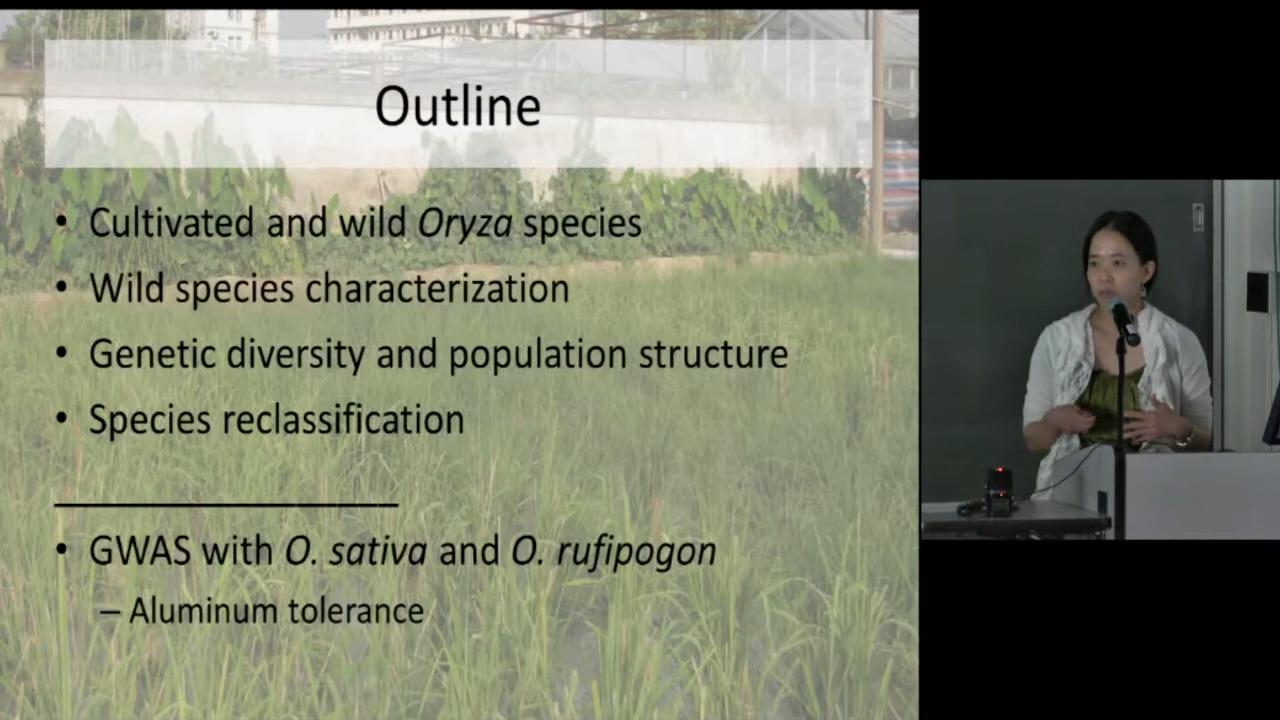 Outline
• Cultivated and wild Oryza species
• Wild species characterization
• Genetic diversity and population structure
• Species reclassification
___________________
• GWAS with O. sativa and O. rufipogon
– Aluminum tolerance